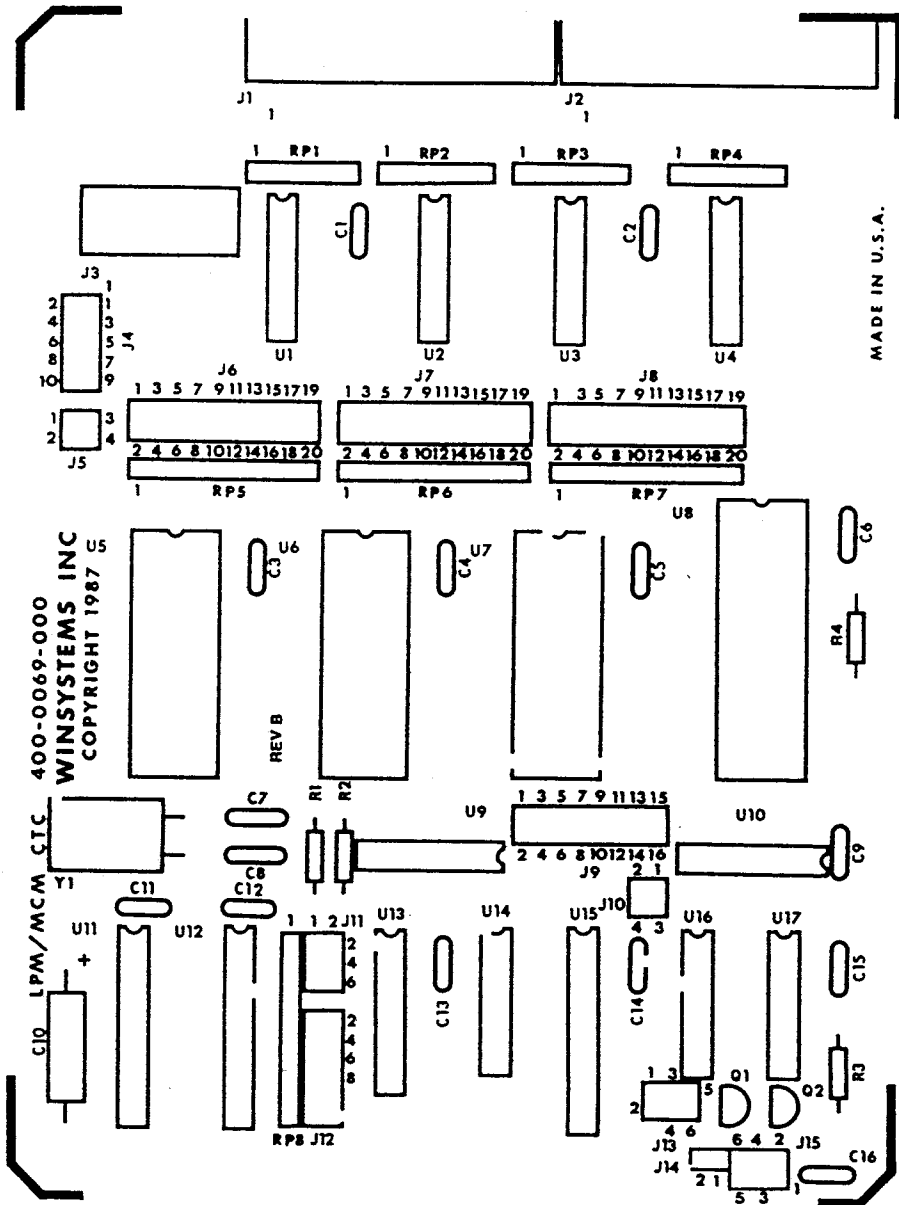 J1
J2
1
1
1 RP1
1 RP2
1 RP3
1 RP4
C1
C2
MADE IN U.S.A.
J3
1
2 1
4 3
6 5
8 7
10 9
J4
U1
U2
U3
U4
J6
J7
J8
1 3 5 7 9 11 13 15 17 19
1 3 5 7 9 11 13 15 17 19
1 3 5 7 9 11 13 15 17 19
1 3
2 4
J5
2 4 6 8 10 12 14 16 18 20
2 4 6 8 10 12 14 16 18 20
2 4 6 8 10 12 14 16 18 20
1 RP5
1 RP6
1 RP7
U8
U5
C3
U6
C4
U7
C5
C6
R4
400-0069-000
WINSYSTEMS INC
COPYRIGHT 1987
REV B
LPM/MCM CTC
C7
R1
R2
U9
1 3 5 7 9 11 13 15
U10
2 4 6 8 10 12 14 16
J9
C8
C9
Y1
2 1
J10
4 3
C11
C12
U11
+
U12
1 1 2 J11
2
4
6
U13
U14
U15
U16
U17
C10
C13
C14
C15
2
4
6
8
RP8
J12
1 3 5
2
4 6
J13
Q1
Q2
R3
6 4 2
J15
J14
2 1
5 3
1
C16